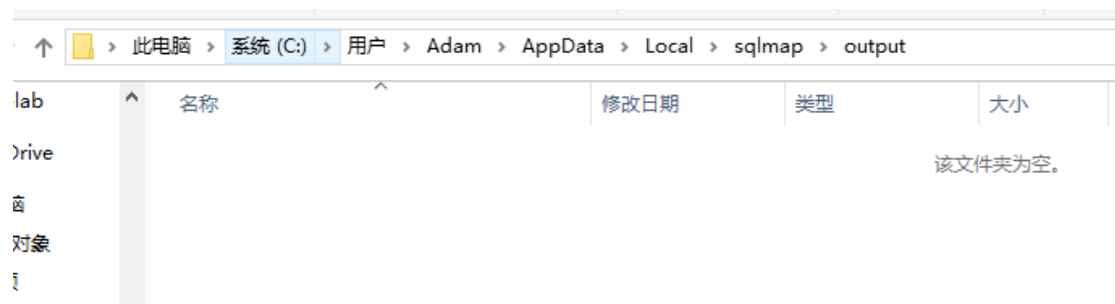 此电脑 › 系统 (C:) › 用户 › Adam › AppData › Local › sqlmap › output
名称 修改日期 类型 大小
lab
该文件夹为空。
Drive
脑
对象